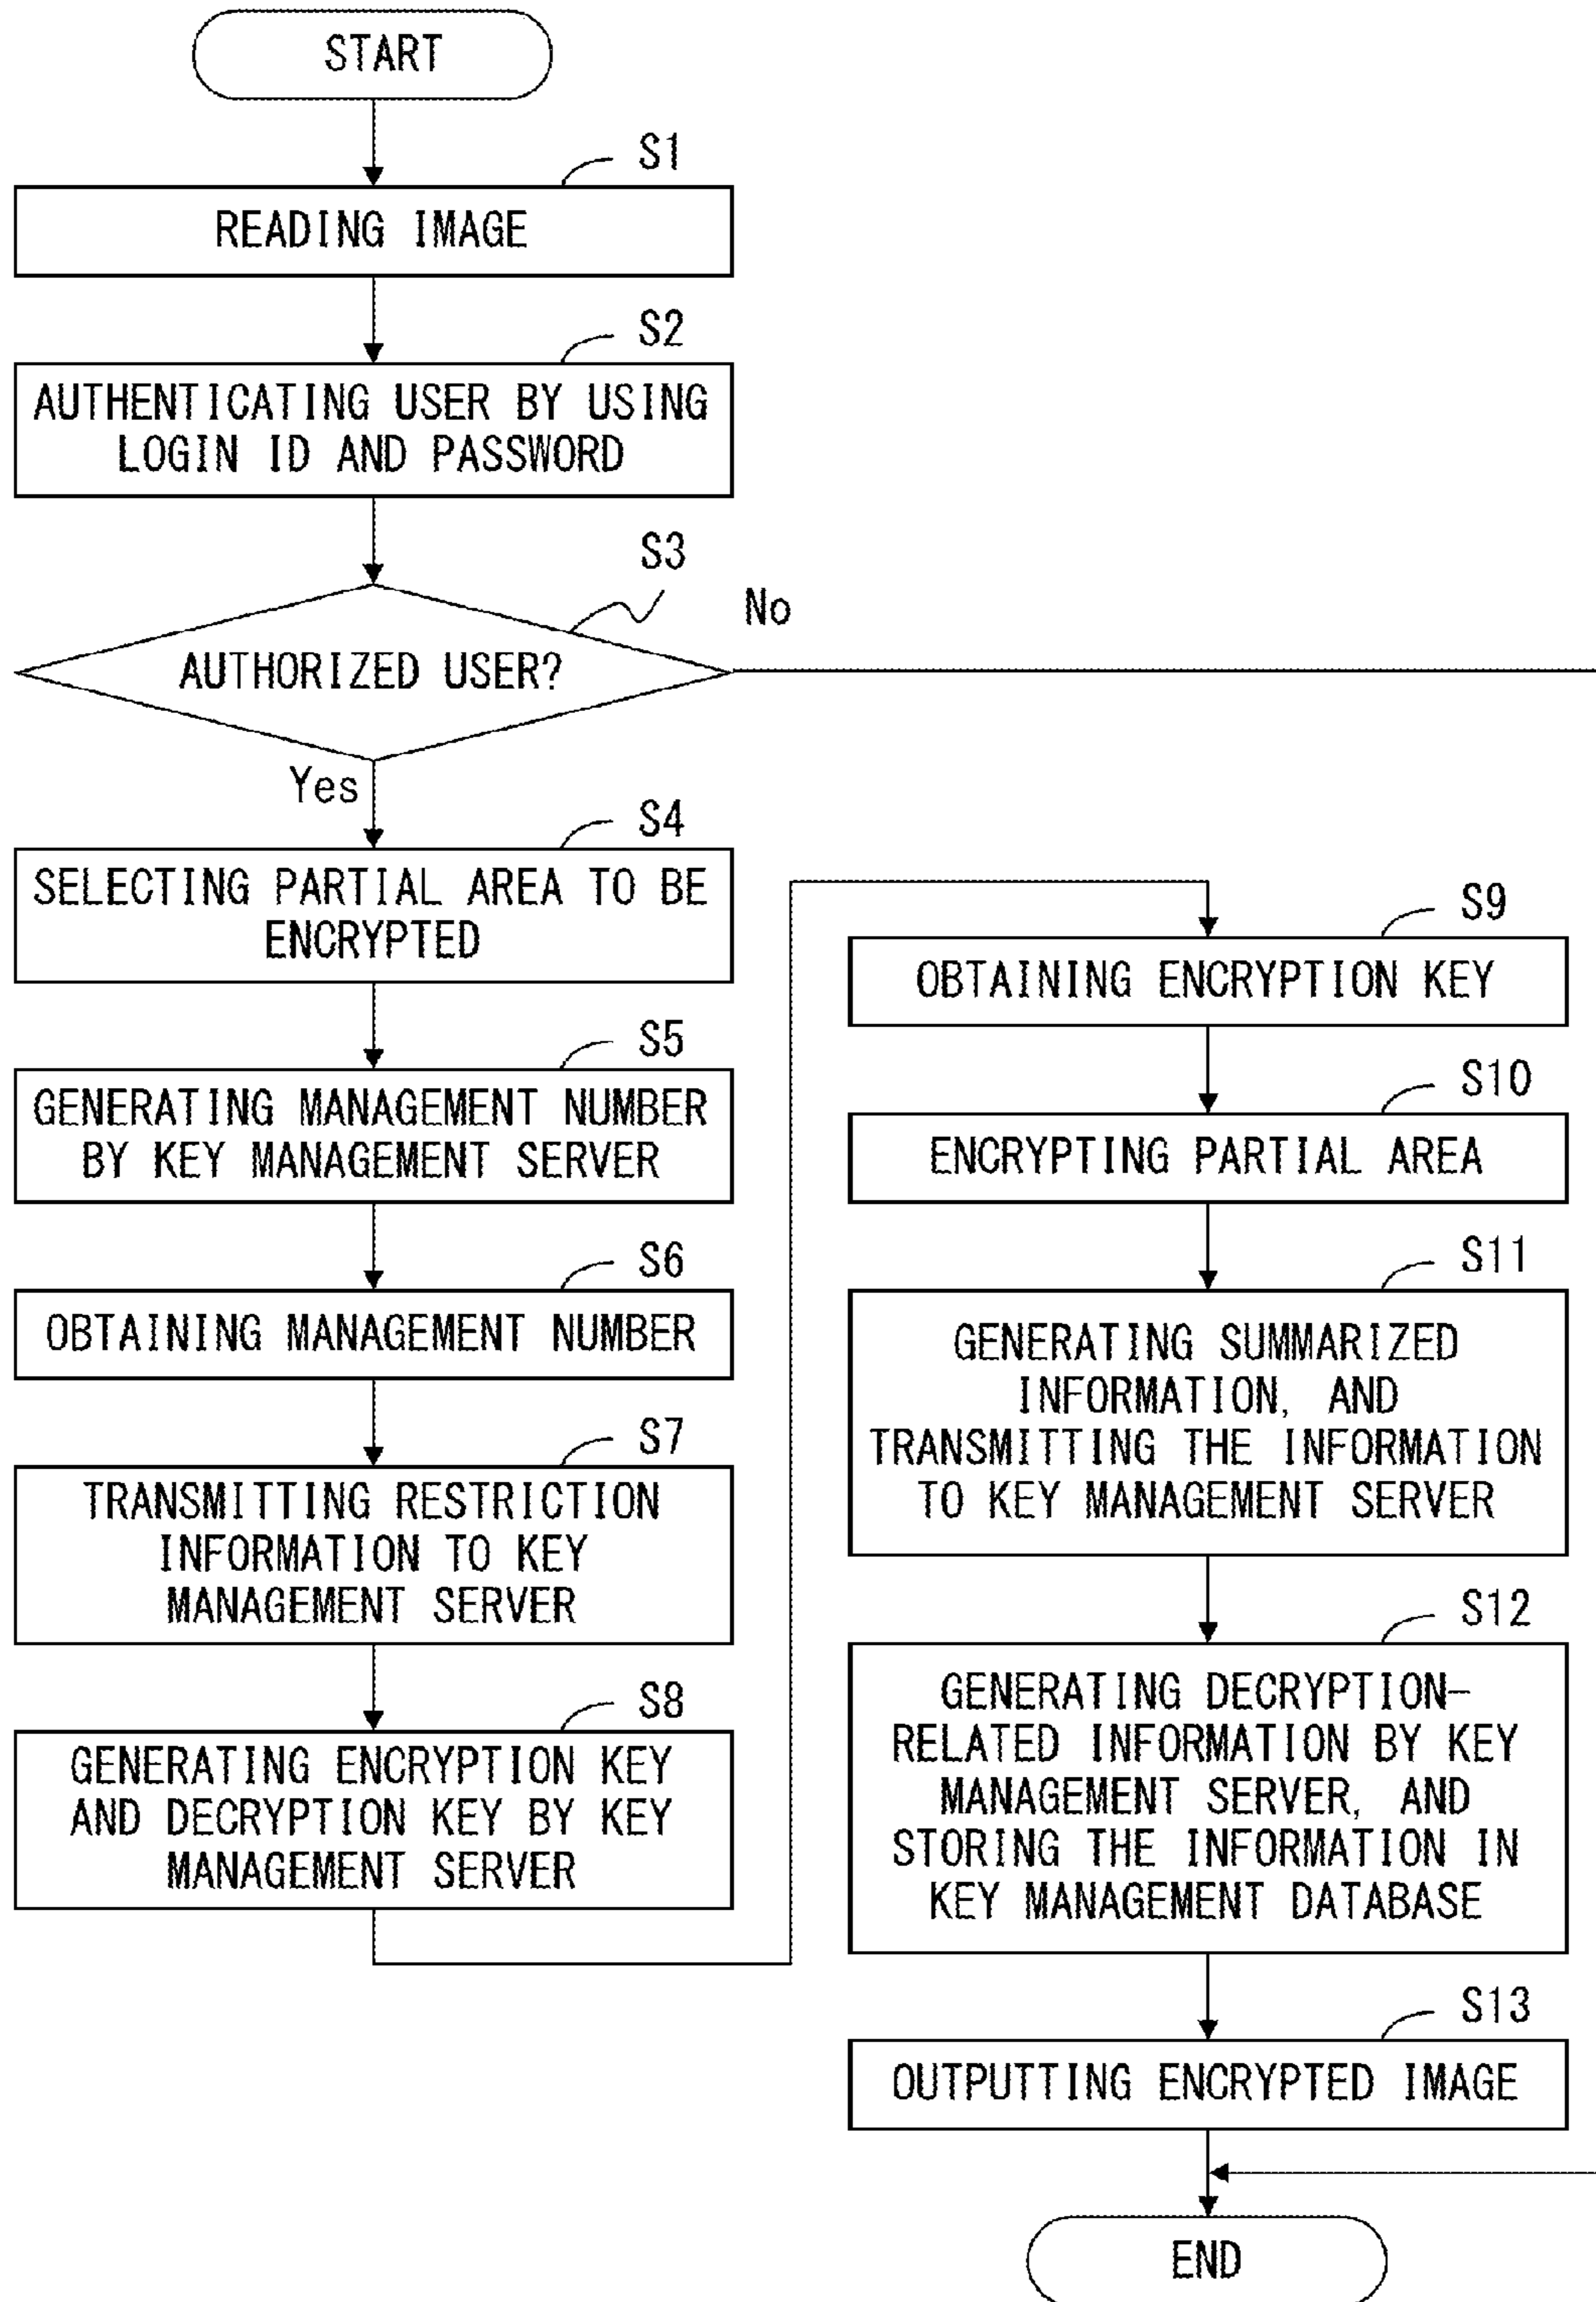 START
S1
READING IMAGE
S2
AUTHENTICATING USER BY USING
LOGIN ID AND PASSWORD
S3
No
AUTHORIZED USER?
Yes
S4
SELECTING PARTIAL AREA TO BE
ENCRYPTED
S5
GENERATING MANAGEMENT NUMBER
BY KEY MANAGEMENT SERVER
S6
OBTAINING MANAGEMENT NUMBER
S7
TRANSMITTING RESTRICTION
INFORMATION TO KEY
MANAGEMENT SERVER
S8
GENERATING ENCRYPTION KEY
AND DECRYPTION KEY BY KEY
MANAGEMENT SERVER
S9
OBTAINING ENCRYPTION KEY
S10
ENCRYPTING PARTIAL AREA
S11
GENERATING SUMMARIZED
INFORMATION, AND
TRANSMITTING THE INFORMATION
TO KEY MANAGEMENT SERVER
S12
GENERATING DECRYPTION-
RELATED INFORMATION BY KEY
MANAGEMENT SERVER, AND
STORING THE INFORMATION IN
KEY MANAGEMENT DATABASE
S13
OUTPUTTING ENCRYPTED IMAGE
END